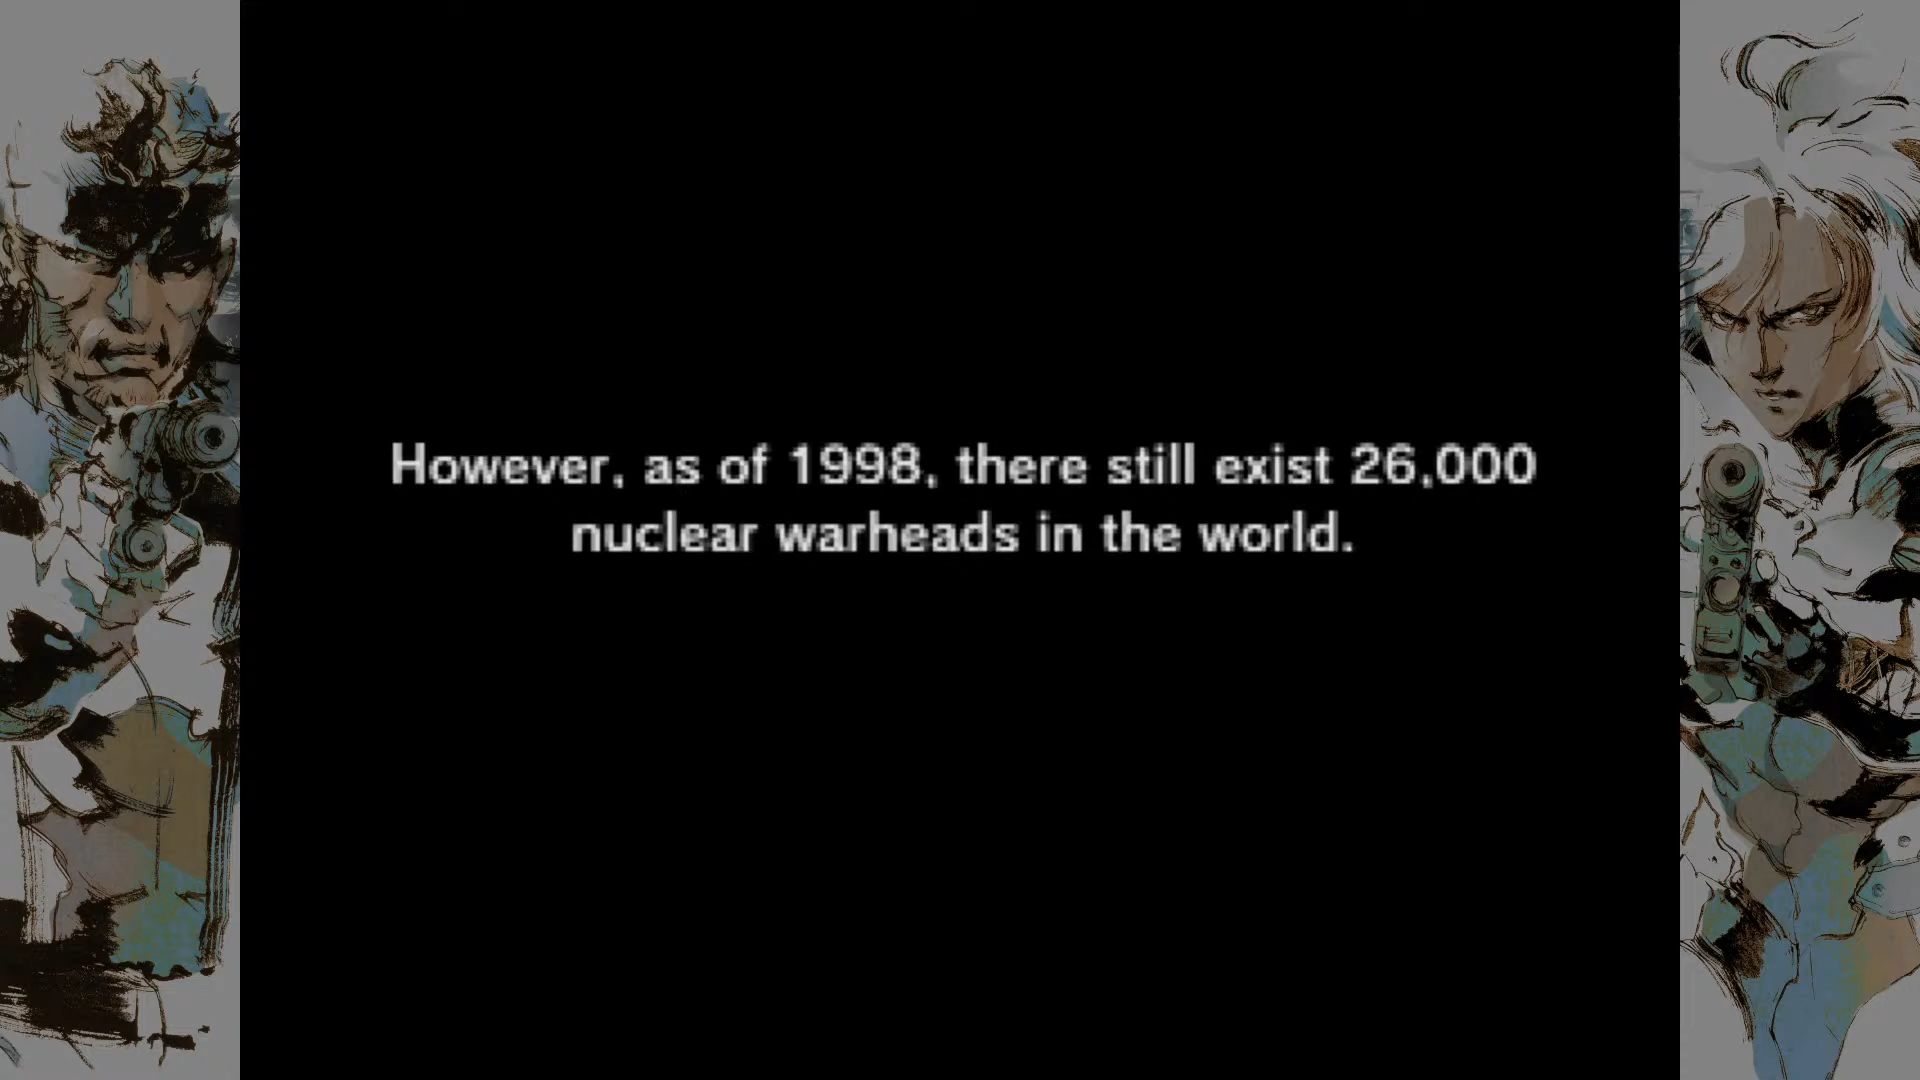 However, as of 1998, there still exist 26,000
nuclear warheads in the world.